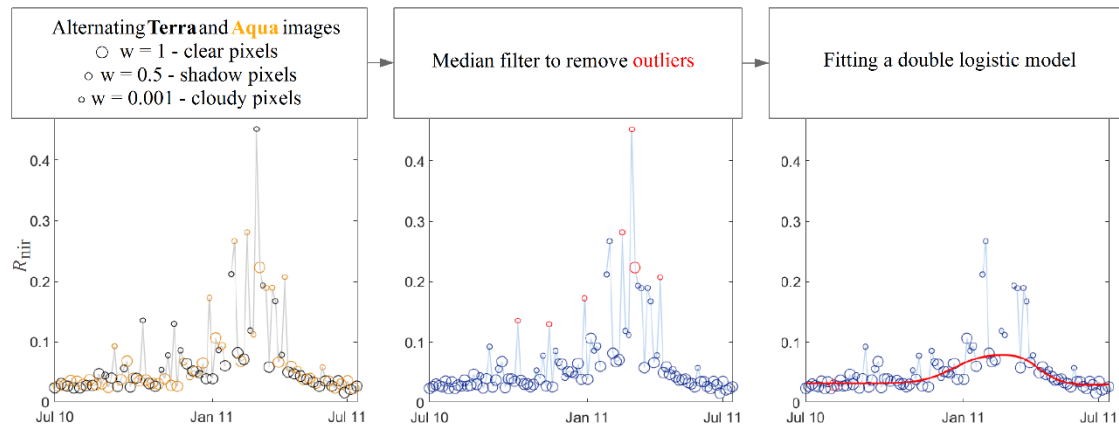 Alternating Terra and Aqua images
w = 1 - clear pixels
w = 0.5 - shadow pixels
w = 0.001 - cloudy pixels
Median filter to remove outliers
Fitting a double logistic model
0.4
0.3
0.2
0.1
0
R_nir
Jul 10
Jan 11
Jul 11
0.4
0.3
0.2
0.1
0
Jul 10
Jan 11
Jul 11
0.4
0.3
0.2
0.1
0
Jul 10
Jan 11
Jul 11